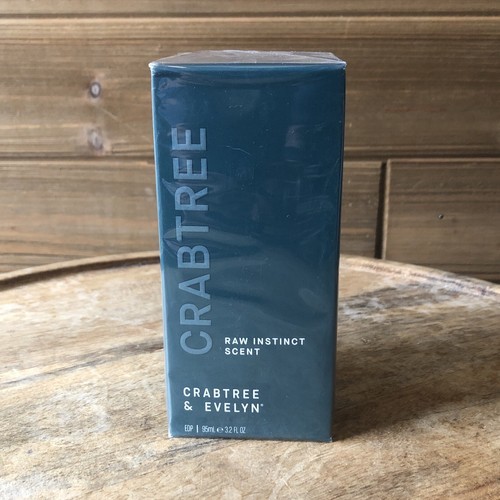 CRABTREE
RAW INSTINCT
SCENT
CRABTREE
& EVELYN®
EDP | 95mL ℮ 3.2 FL OZ